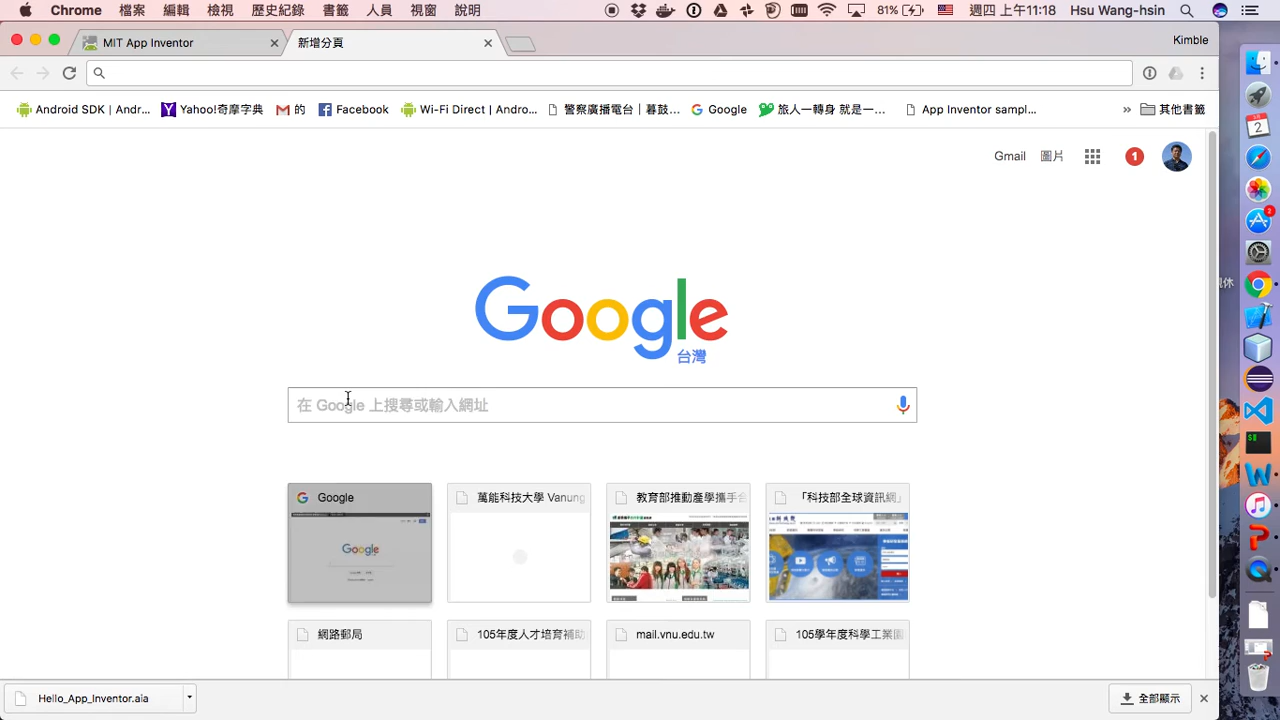 Chrome 檔案 編輯 檢視 歷史紀錄 書籤 人員 視窗 說明 81% 週四 上午11:18 Hsu Wang-hsin
MIT App Inventor 新增分頁 Kimble
Android SDK | Andr... Yahoo!奇摩字典 的 Facebook Wi-Fi Direct | Andro... 警察廣播電台 | 暮鼓... Google 旅人一轉身 就是一... App Inventor sampl... » 其他書籤
2
Gmail 圖片 1
3
Google
台灣
在 Google 上搜尋或輸入網址
Google 萬能科技大學 Vanung 教育部推動產學攜手合 「科技部全球資訊網」
Google
網路郵局 105年度人才培育補助 mail.vnu.edu.tw 105學年度科學工業園
Hello_App_Inventor.aia 全部顯示